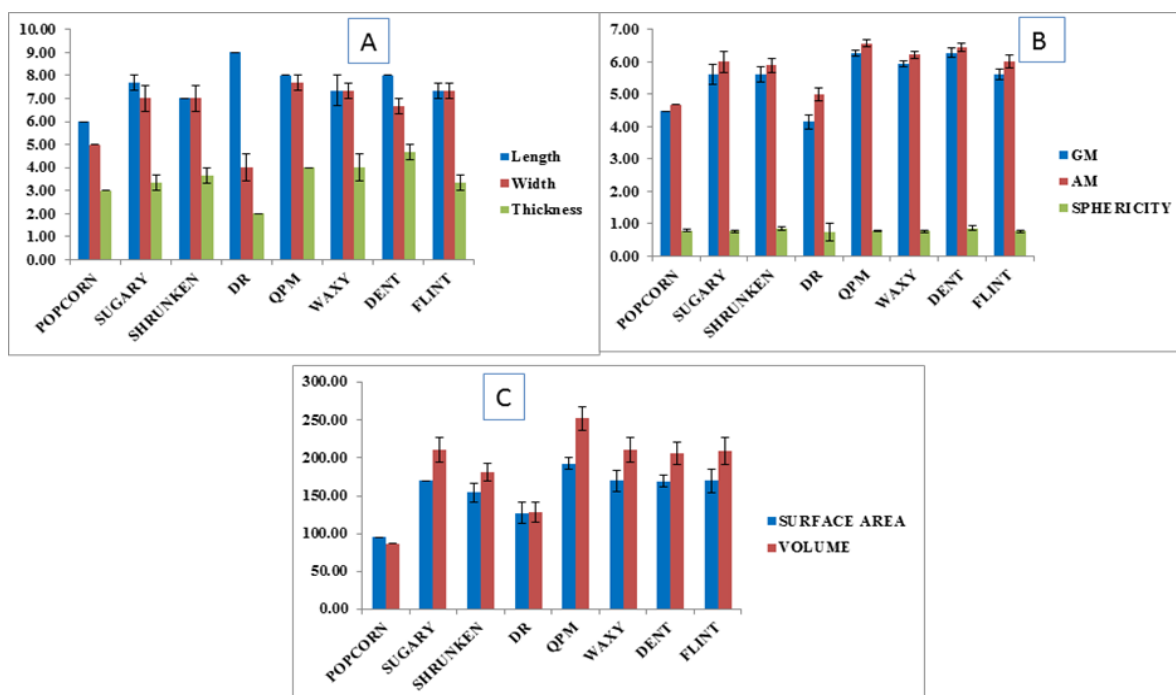 A
10.00
9.00
8.00
7.00
6.00
5.00
4.00
3.00
2.00
1.00
0.00
POPCORN
SUGARY
SHRUNKEN
DR
QPM
WAXY
DENT
FLINT
Length
Width
Thickness
B
7.00
6.00
5.00
4.00
3.00
2.00
1.00
0.00
POPCORN
SUGARY
SHRUNKEN
DR
QPM
WAXY
DENT
FLINT
GM
AM
SPHERICITY
C
300.00
250.00
200.00
150.00
100.00
50.00
0.00
POPCORN
SUGARY
SHRUNKEN
DR
QPM
WAXY
DENT
FLINT
SURFACE AREA
VOLUME